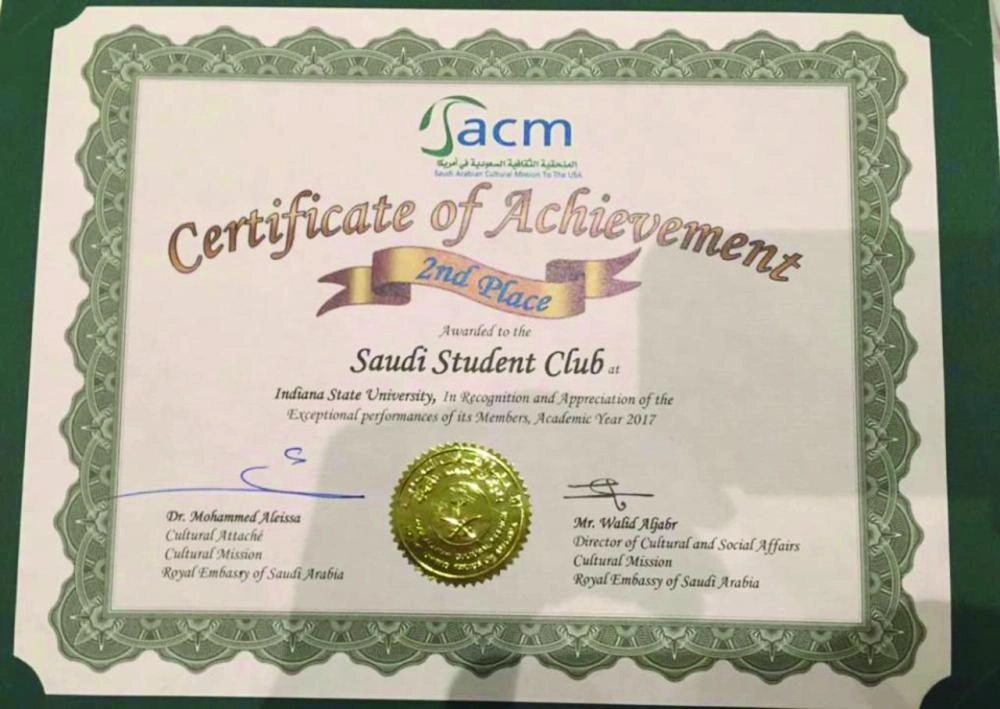 sacm
الملحقية الثقافية السعودية في أمريكا
Saudi Arabian Cultural Mission To The USA
Certificate of Achievement
2nd Place
Awarded to the
Saudi Student Club at
Indiana State University, In Recognition and Appreciation of the
Exceptional performances of its Members, Academic Year 2017
Dr. Mohammed Aleissa
Cultural Attaché
Cultural Mission
Royal Embassy of Saudi Arabia
Mr. Walid Aljabr
Director of Cultural and Social Affairs
Cultural Mission
Royal Embassy of Saudi Arabia